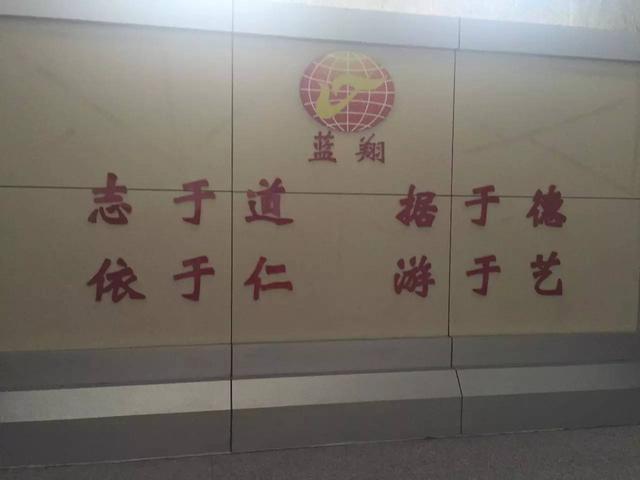 蓝翔
志于道 据于德
依于仁 游于艺